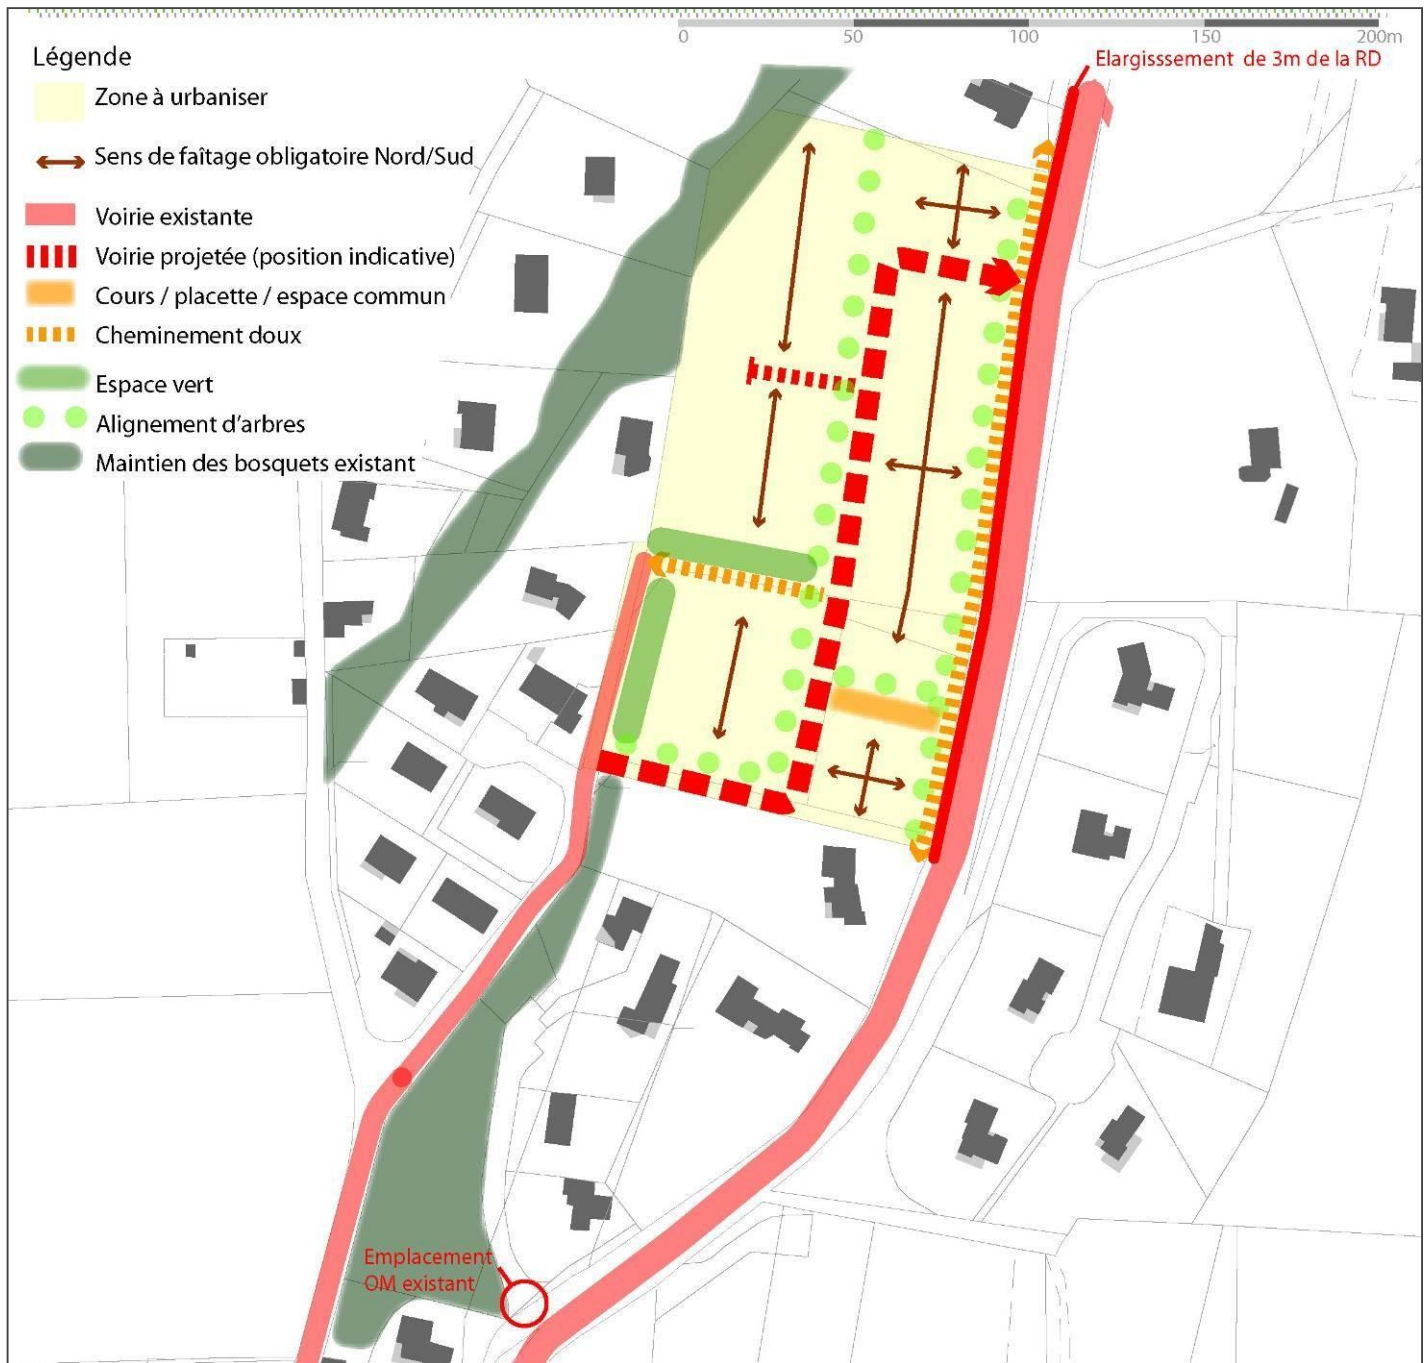 0 50 100 150 200m
Elargisssement de 3m de la RD
Légende
Zone à urbaniser
Sens de faîtage obligatoire Nord/Sud
Voirie existante
Voirie projetée (position indicative)
Cours / placette / espace commun
Cheminement doux
Espace vert
Alignement d'arbres
Maintien des bosquets existant
Emplacement
OM existant